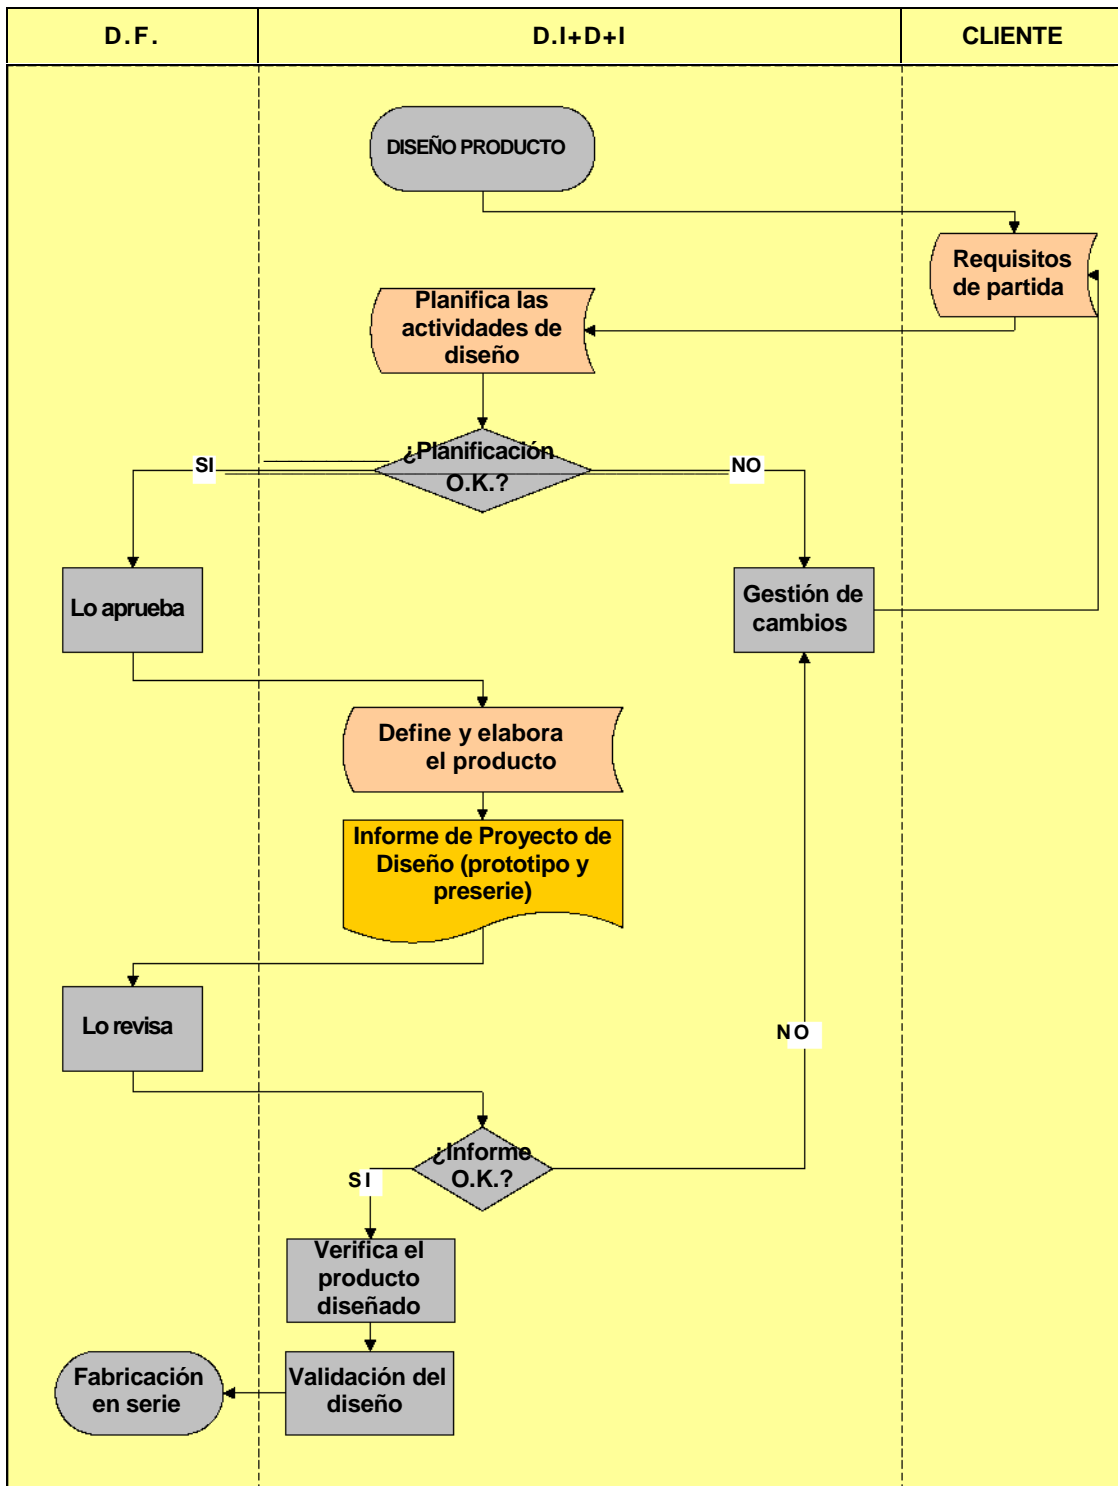 D.F.
D.I+D+I
CLIENTE
DISEÑO PRODUCTO
Requisitos
de partida
Planifica las
actividades de
diseño
¿Planificación
O.K.?
SI
NO
Lo aprueba
Gestión de
cambios
Define y elabora
el producto
Informe de Proyecto de
Diseño (prototipo y
preserie)
Lo revisa
NO
¿Informe
O.K.?
SI
Verifica el
producto
diseñado
Fabricación
en serie
Validación del
diseño